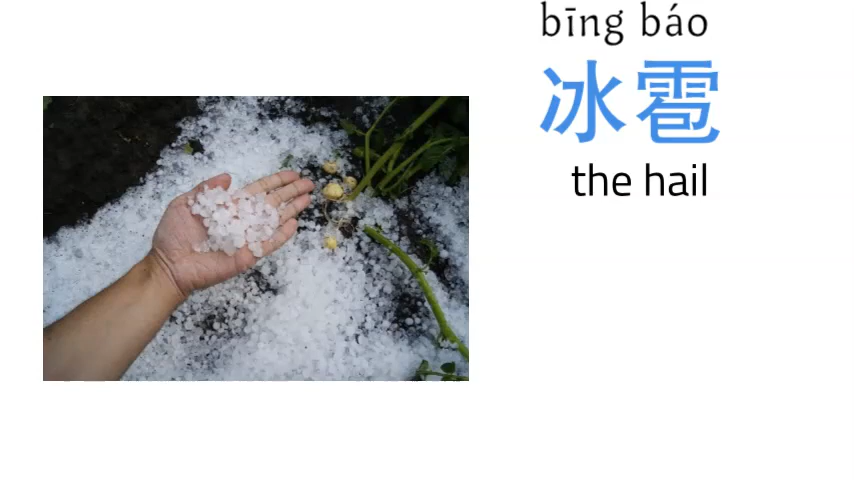 bīng báo
冰雹
the hail